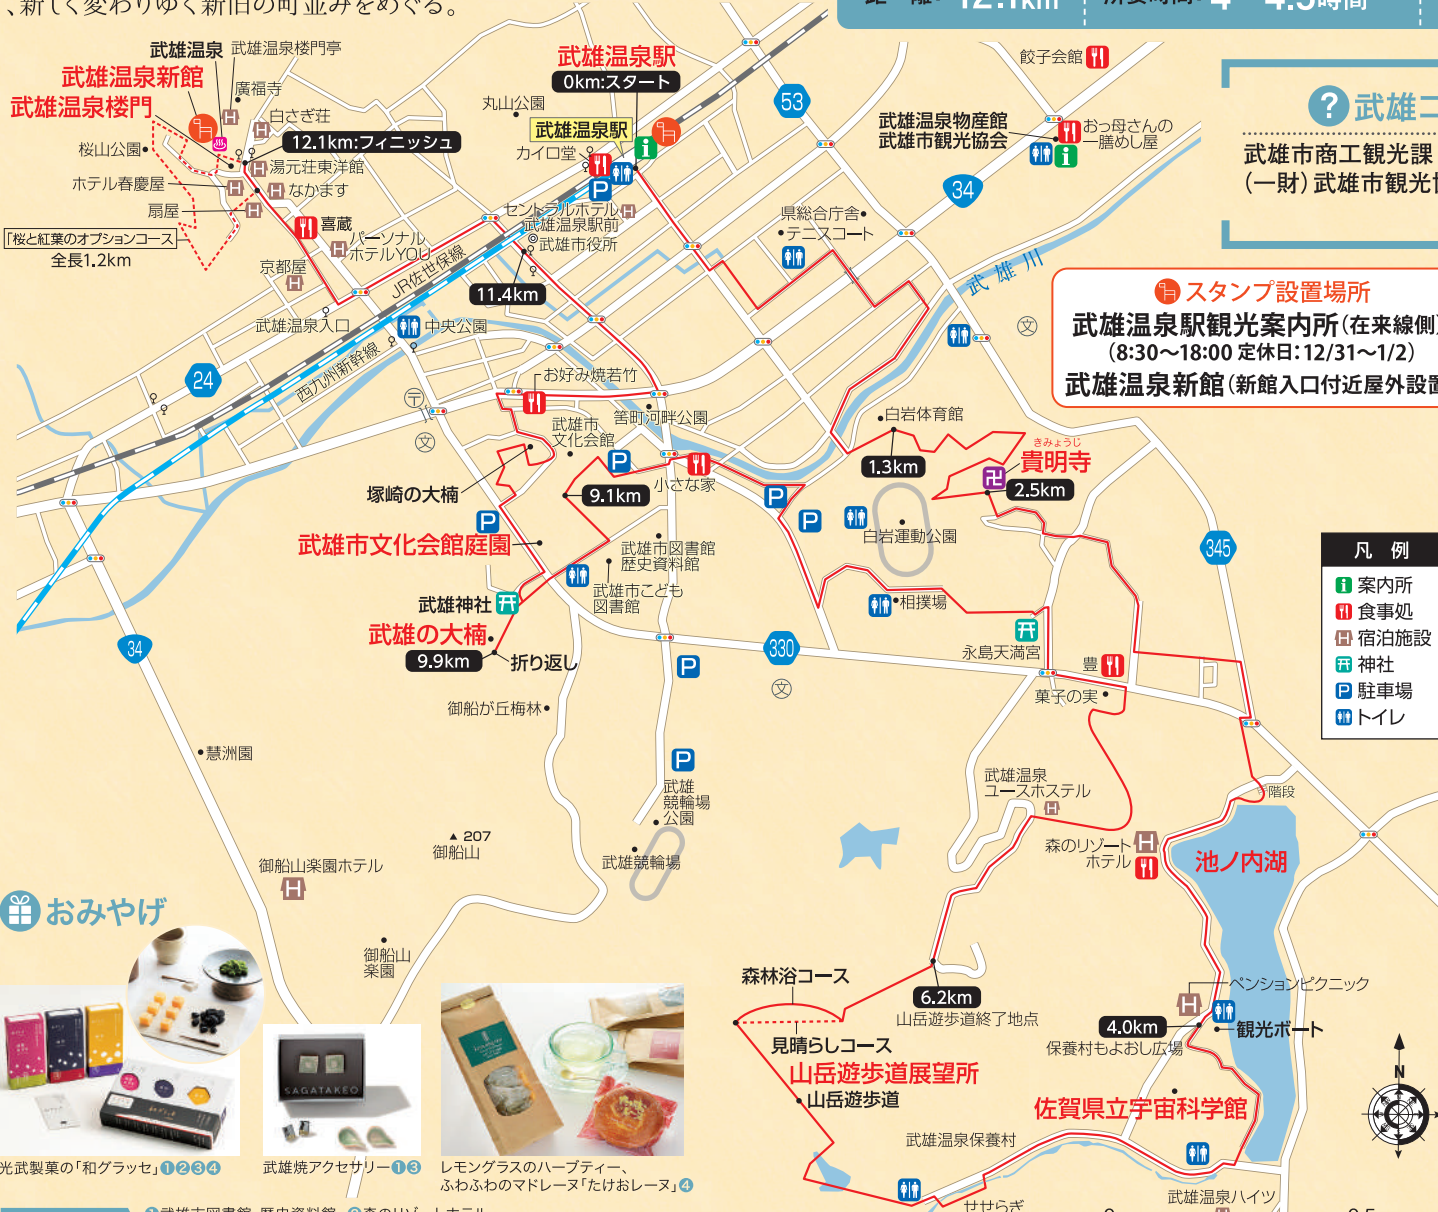 、新しく変わりゆく新旧の町並みをめぐる。
12.1km
4
4.5時間
武雄温泉
武雄温泉楼門亭
武雄温泉新館
武雄温泉楼門
廣福寺
白さぎ荘
12.1km:フィニッシュ
桜山公園
湯元荘東洋館
ホテル春慶屋
なかます
扇屋
喜蔵
「桜と紅葉のオプションコース
全長1.2km
パーソナル
ホテルYOU
京都屋
武雄温泉入口
JR佐世保線
西九州新幹線
中央公園
24
武雄温泉駅
0km:スタート
丸山公園
武雄温泉駅
カイロ堂
セントラルホテル
武雄温泉駅前
武雄市役所
11.4km
53
餃子会館
武雄温泉物産館
武雄市観光協会
おっ母さんの
膳めし屋
34
県総合庁舎
テニスコート
武雄川
武雄市商工観光課
(一財)武雄市観光
スタンプ設置場所
武雄温泉駅観光案内所(在来線側)
(8:30〜18:00 定休日:12/31〜1/2)
武雄温泉新館(新館入口付近屋外設置
お好み焼若竹
武雄市
文化会館
筈町河畔公園
塚崎の大楠
9.1km
小さな家
白岩体育館
1.3km
きみょうじ
貴明寺
2.5km
白岩運動公園
武雄市文化会館庭園
武雄市図書館
歴史資料館
武雄市こども
図書館
武雄神社
武雄の大楠
9.9km
折り返し
相撲場
永島天満宮
豊
菓子の実
345
330
34
凡 例
案内所
食事処
宿泊施設
神社
駐車場
トイレ
御船が丘梅林
慧洲園
武雄
競輪場
公園
武雄競輪場
▲ 207
御船山
御船山楽園ホテル
御船山
楽園
武雄温泉
ユースホステル
階段
森のリゾート
ホテル
池ノ内湖
森林浴コース
見晴らしコース
山岳遊歩道展望所
山岳遊歩道
6.2km
山岳遊歩道終了地点
ペンションピクニック
4.0km
保養村もよおし広場
観光ボート
佐賀県立宇宙科学館
武雄温泉保養村
せせらぎ
武雄温泉ハイツ
N
おみやげ
SAGATAKEO
光武製菓の「和グラッセ」①②③④
武雄焼アクセサリー①③
レモングラスのハーブティー、
ふわふわのマドレーヌ「たけおレーヌ」④